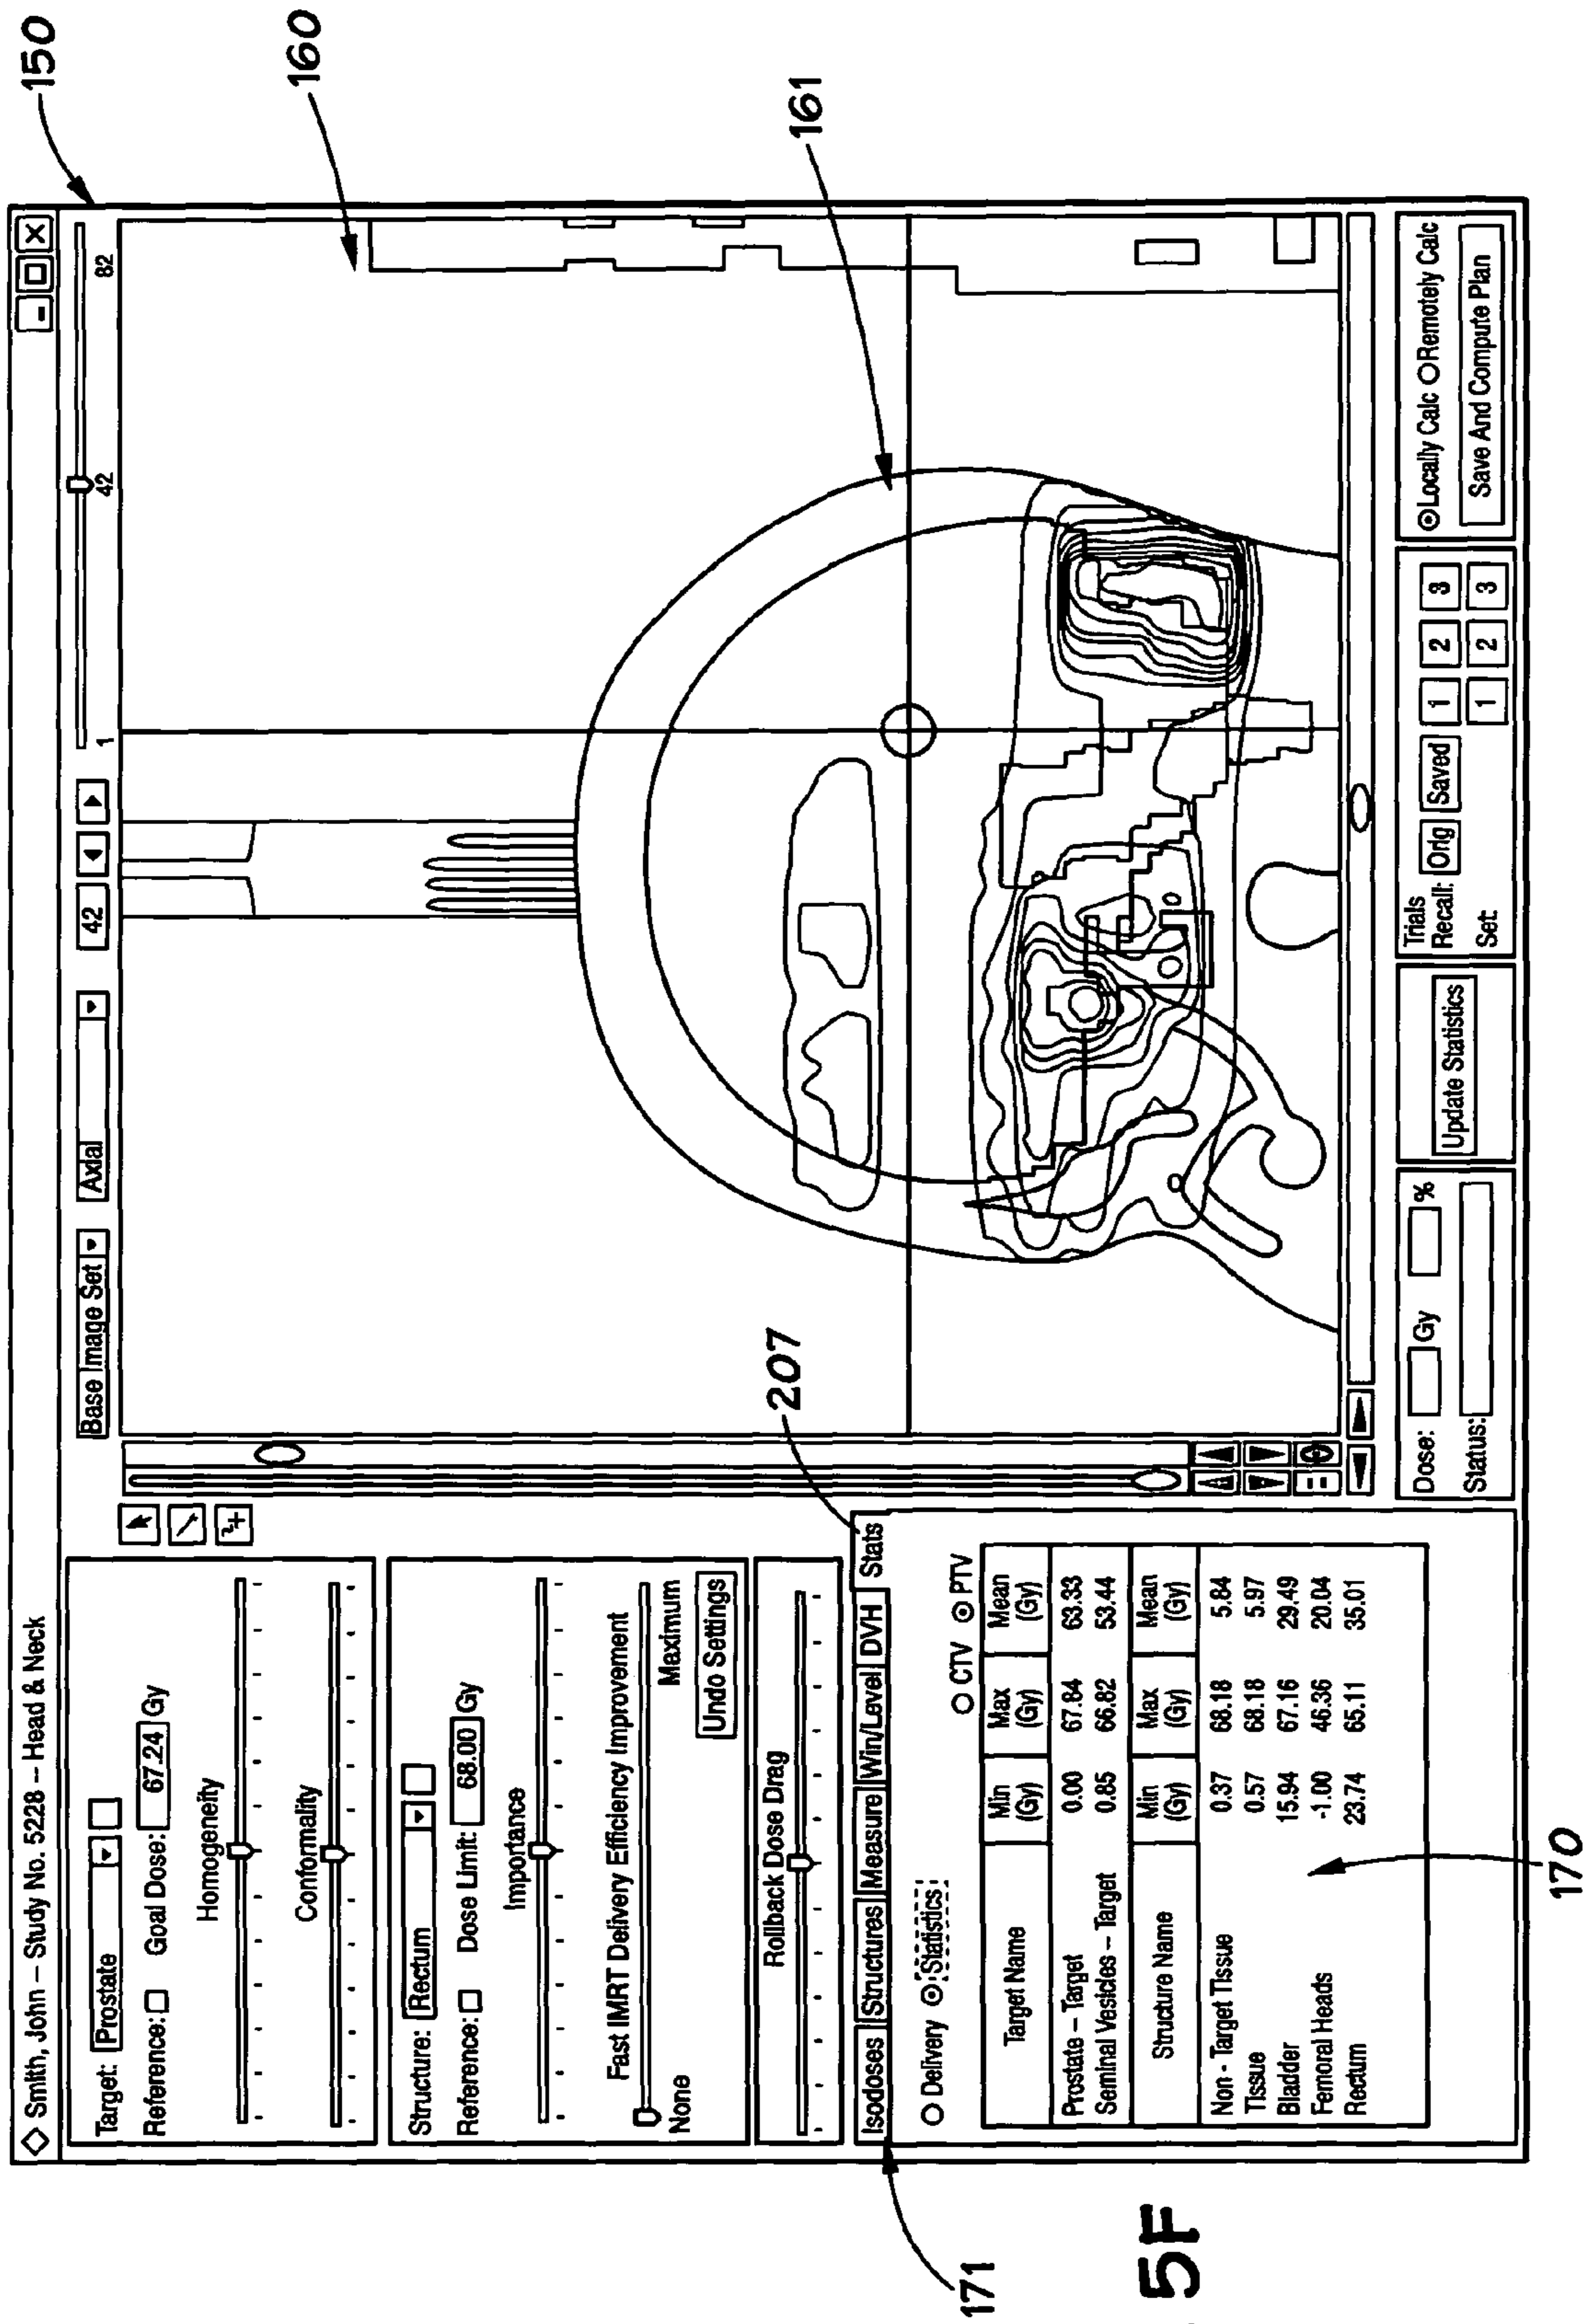 ◇ Smith, John – Study No. 5228 -- Head & Neck
150
Target: Prostate
Reference: Goal Dose: 67.24 Gy
Homogeneity
Conformality
Structure: Rectum
Reference: Dose Limit: 68.00 Gy
Importance
Fast IMRT Delivery Efficiency Improvement
None Maximum
Undo Settings
Rollback Dose Drag
Base Image Set Axial 42 1 42 82
160
161
171
207
Isodoses Structures Measure Win/Level DVH Stats
Delivery Statistics CTV PTV
Target Name Min (Gy) Max (Gy) Mean (Gy)
Prostate – Target 0.00 67.84 63.33
Seminal Vesicles – Target 0.85 66.82 53.44
Structure Name Min (Gy) Max (Gy) Mean (Gy)
Non - Target Tissue 0.37 68.18 5.84
Tissue 0.57 68.18 5.97
Bladder 15.94 67.16 29.49
Femoral Heads -1.00 46.36 20.04
Rectum 23.74 65.11 35.01
170
Dose: Gy %
Status:
Update Statistics
Trials
Recall: Orig Saved 1 2 3
Set: 1 2 3
Locally Calc Remotely Calc
Save And Compute Plan
5F